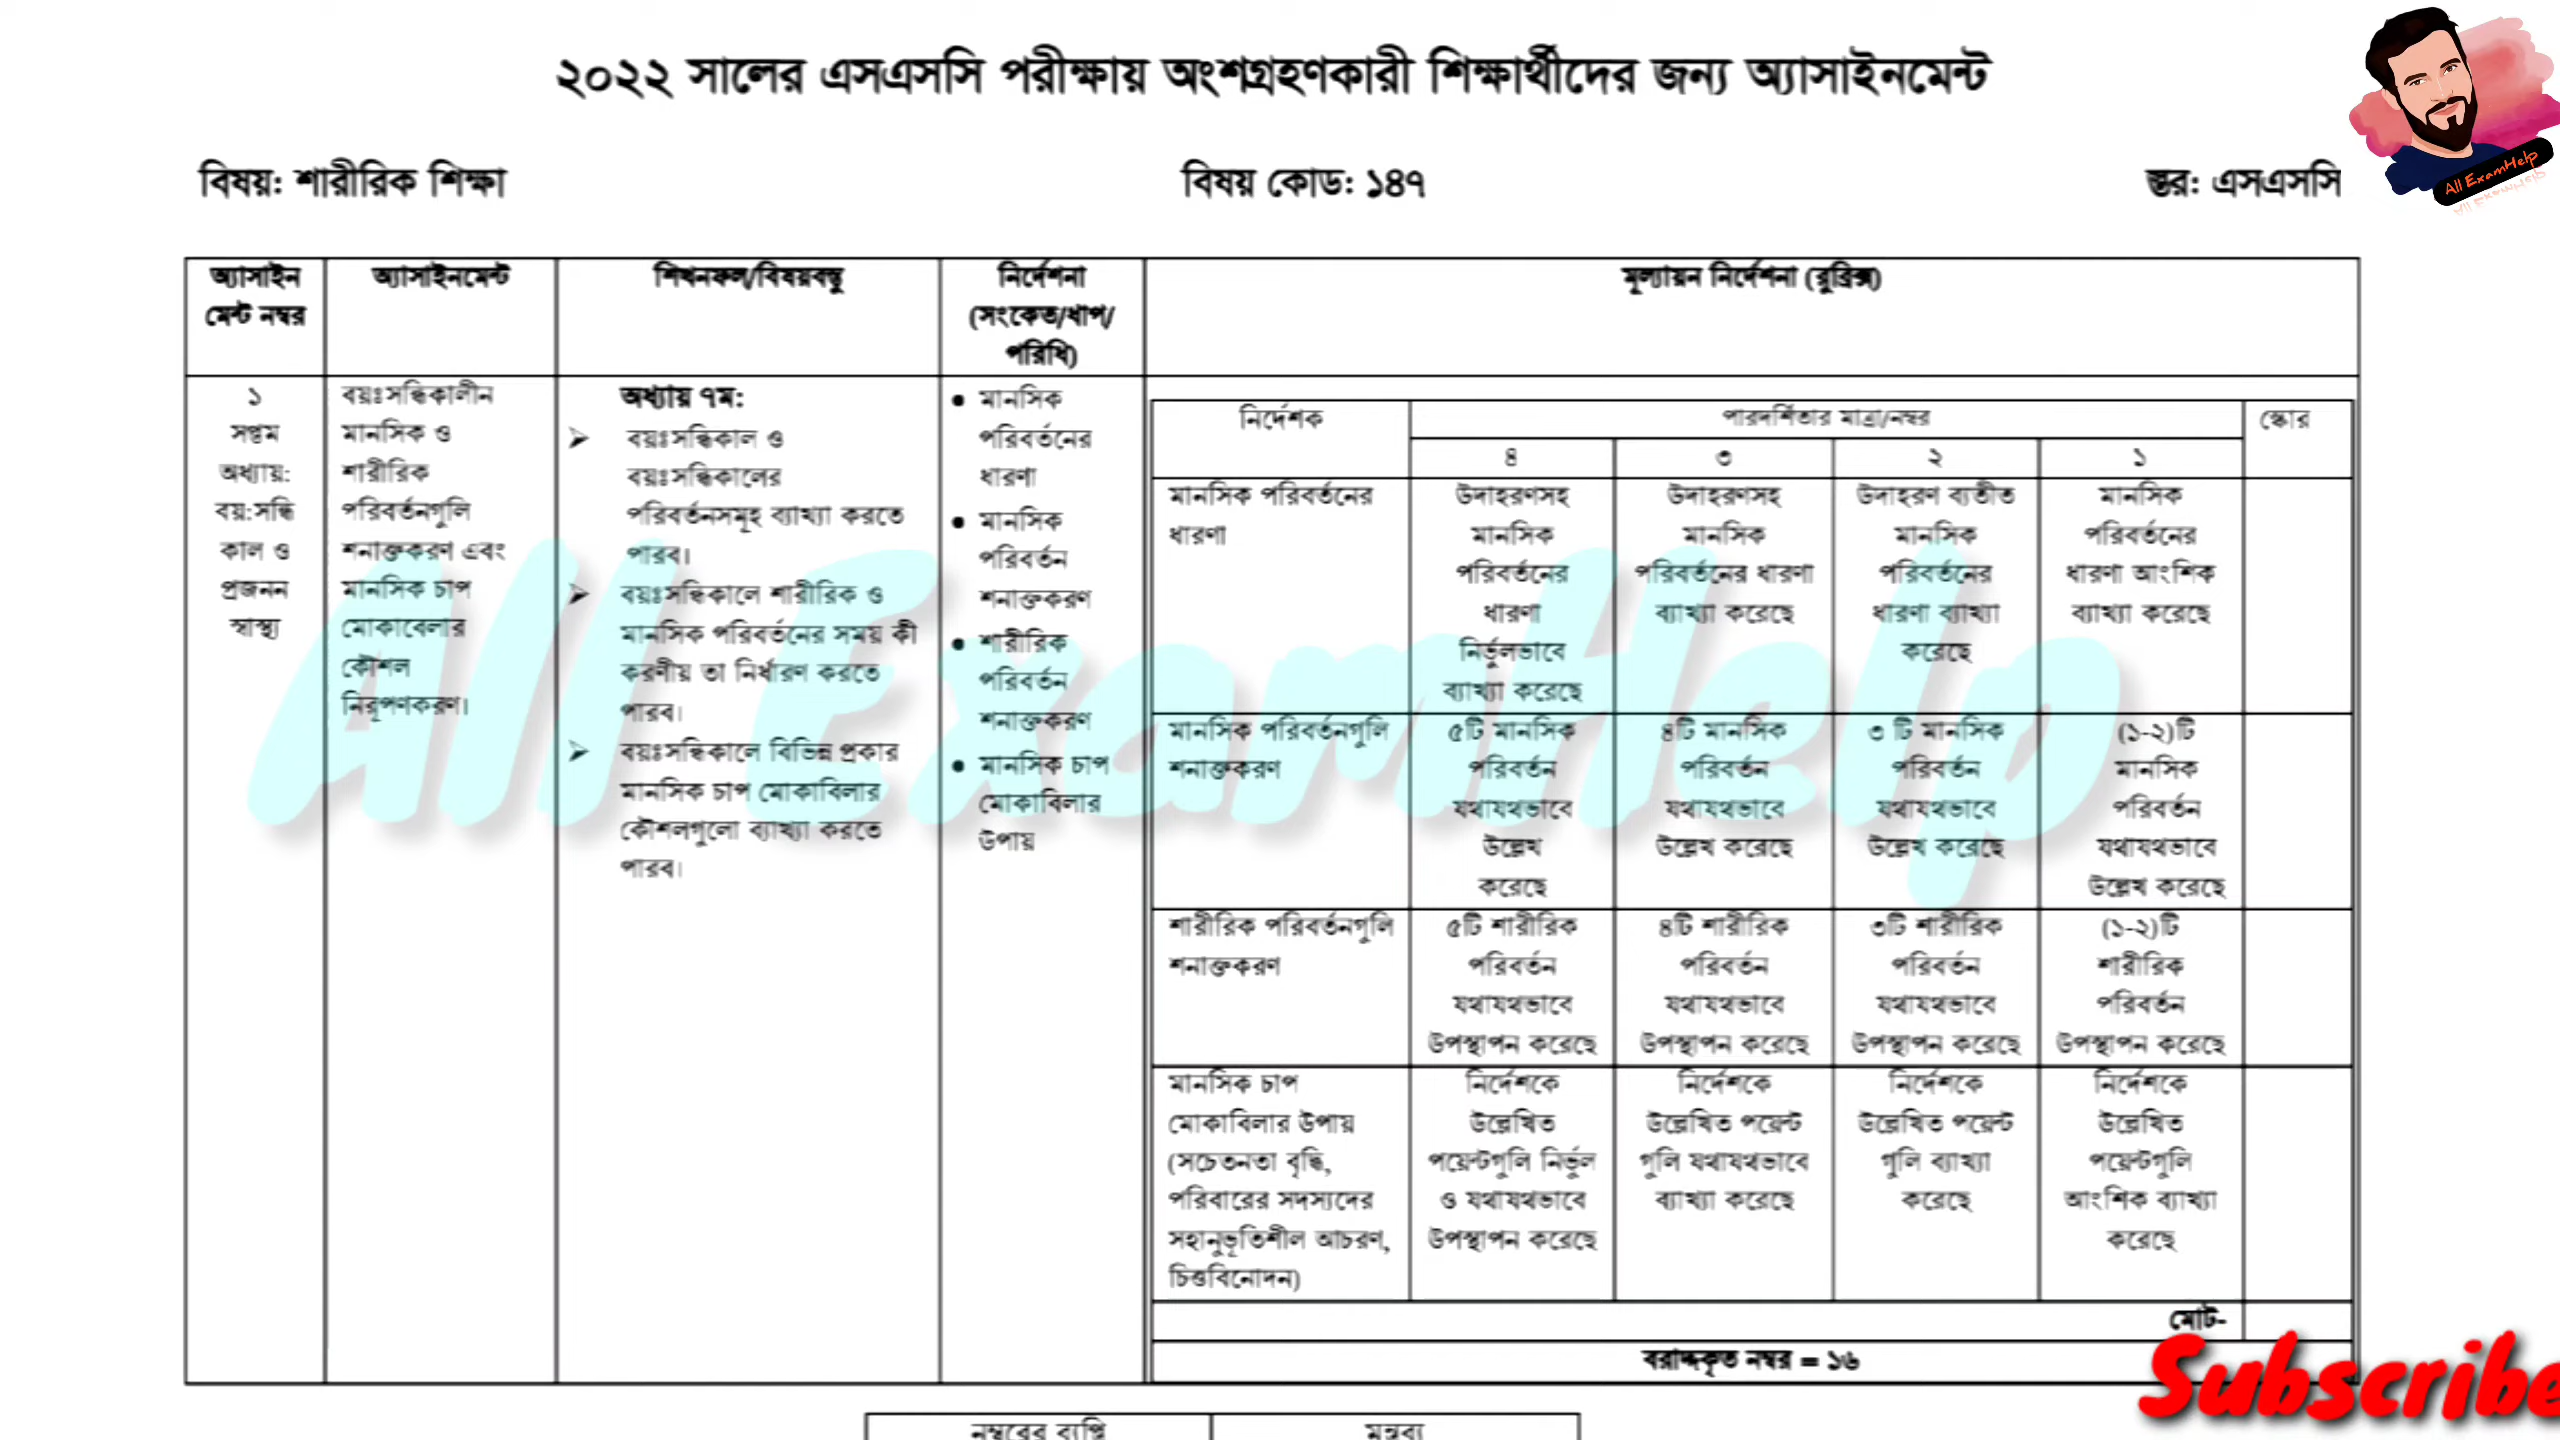 ২০২২ সালের এসএসসি পরীক্ষায় অংশগ্রহণকারী শিক্ষার্থীদের জন্য অ্যাসাইনমেন্ট
All ExamHelp
বিষয়: শারীরিক শিক্ষা
বিষয় কোড: ১৪৭
স্তর: এসএসসি
অ্যাসাইন
মেন্ট নম্বর
অ্যাসাইনমেন্ট
শিখনফল/বিষয়বস্তু
নির্দেশনা
(সংকেত/ধাপ/
পরিধি)
মূল্যায়ন নির্দেশনা (রুব্রিক্স)
১
সপ্তম
অধ্যায়:
বয়:সন্ধি
কাল ও
প্রজনন
স্বাস্থ্য
বয়ঃসন্ধিকালীন
মানসিক ও
শারীরিক
পরিবর্তনগুলি
শনাক্তকরণ এবং
মানসিক চাপ
মোকাবেলার
কৌশল
নিরূপণকরণ।
অধ্যায় ৭ম:
➢ বয়ঃসন্ধিকাল ও
বয়ঃসন্ধিকালের
পরিবর্তনসমূহ ব্যাখ্যা করতে
পারব।
➢ বয়ঃসন্ধিকালে শারীরিক ও
মানসিক পরিবর্তনের সময় কী
করণীয় তা নির্ধারণ করতে
পারব।
➢ বয়ঃসন্ধিকালে বিভিন্ন প্রকার
মানসিক চাপ মোকাবিলার
কৌশলগুলো ব্যাখ্যা করতে
পারব।
• মানসিক
পরিবর্তনের
ধারণা
• মানসিক
পরিবর্তন
শনাক্তকরণ
• শারীরিক
পরিবর্তন
শনাক্তকরণ
• মানসিক চাপ
মোকাবিলার
উপায়
নির্দেশক
পারদর্শিতার মাত্রা/নম্বর
স্কোর
৪
৩
২
১
মানসিক পরিবর্তনের
ধারণা
উদাহরণসহ
মানসিক
পরিবর্তনের
ধারণা
নির্ভুলভাবে
ব্যাখ্যা করেছে
উদাহরণসহ
মানসিক
পরিবর্তনের ধারণা
ব্যাখ্যা করেছে
উদাহরণ ব্যতীত
মানসিক
পরিবর্তনের
ধারণা ব্যাখ্যা
করেছে
মানসিক
পরিবর্তনের
ধারণা আংশিক
ব্যাখ্যা করেছে
মানসিক পরিবর্তনগুলি
শনাক্তকরণ
৫টি মানসিক
পরিবর্তন
যথাযথভাবে
উল্লেখ
করেছে
৪টি মানসিক
পরিবর্তন
যথাযথভাবে
উল্লেখ করেছে
৩ টি মানসিক
পরিবর্তন
যথাযথভাবে
উল্লেখ করেছে
(১-২)টি
মানসিক
পরিবর্তন
যথাযথভাবে
উল্লেখ করেছে
শারীরিক পরিবর্তনগুলি
শনাক্তকরণ
৫টি শারীরিক
পরিবর্তন
যথাযথভাবে
উপস্থাপন করেছে
৪টি শারীরিক
পরিবর্তন
যথাযথভাবে
উপস্থাপন করেছে
৩টি শারীরিক
পরিবর্তন
যথাযথভাবে
উপস্থাপন করেছে
(১-২)টি
শারীরিক
পরিবর্তন
উপস্থাপন করেছে
মানসিক চাপ
মোকাবিলার উপায়
(সচেতনতা বৃদ্ধি,
পরিবারের সদস্যদের
সহানুভূতিশীল আচরণ,
চিত্তবিনোদন)
নির্দেশকে
উল্লেখিত
পয়েন্টগুলি নির্ভুল
ও যথাযথভাবে
উপস্থাপন করেছে
নির্দেশকে
উল্লেখিত পয়েন্ট
গুলি যথাযথভাবে
ব্যাখ্যা করেছে
নির্দেশকে
উল্লেখিত পয়েন্ট
গুলি ব্যাখ্যা
করেছে
নির্দেশকে
উল্লেখিত
পয়েন্টগুলি
আংশিক ব্যাখ্যা
করেছে
মোট-
বরাদ্দকৃত নম্বর = ১৬
All ExamHelp
Subscribe
নম্বরের ব্যপ্তি
মন্তব্য